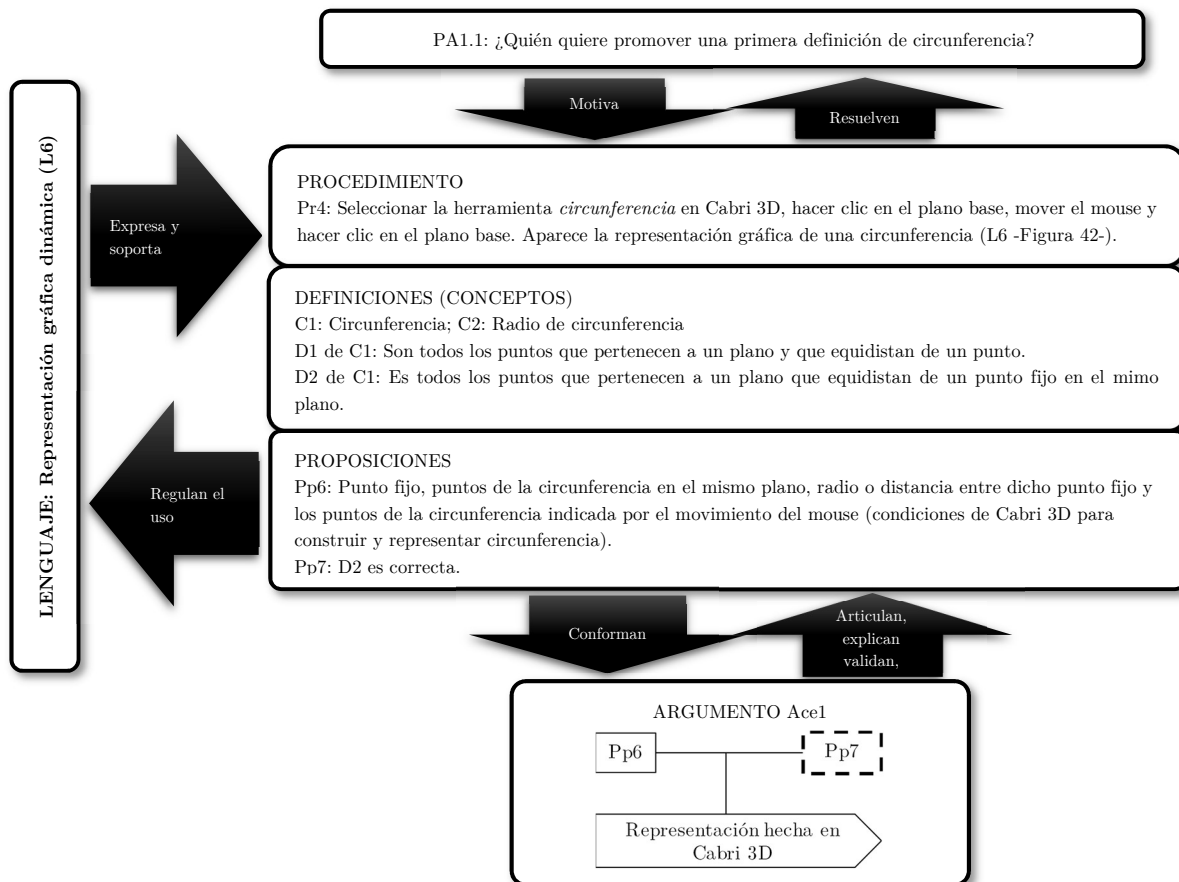 PA1.1: ¿Quién quiere promover una primera definición de circunferencia?
Motiva
Resuelven
LENGUAJE: Representación gráfica dinámica (L6)
Expresa y
soporta
PROCEDIMIENTO
Pr4: Seleccionar la herramienta circunferencia en Cabri 3D, hacer clic en el plano base, mover el mouse y
hacer clic en el plano base. Aparece la representación gráfica de una circunferencia (L6 -Figura 42-).
DEFINICIONES (CONCEPTOS)
C1: Circunferencia; C2: Radio de circunferencia
D1 de C1: Son todos los puntos que pertenecen a un plano y que equidistan de un punto.
D2 de C1: Es todos los puntos que pertenecen a un plano que equidistan de un punto fijo en el mimo
plano.
Regulan el
uso
PROPOSICIONES
Pp6: Punto fijo, puntos de la circunferencia en el mismo plano, radio o distancia entre dicho punto fijo y
los puntos de la circunferencia indicada por el movimiento del mouse (condiciones de Cabri 3D para
construir y representar circunferencia).
Pp7: D2 es correcta.
Conforman
Articulan,
explican
validan,
ARGUMENTO Ace1
Pp6
Pp7
Representación hecha en
Cabri 3D